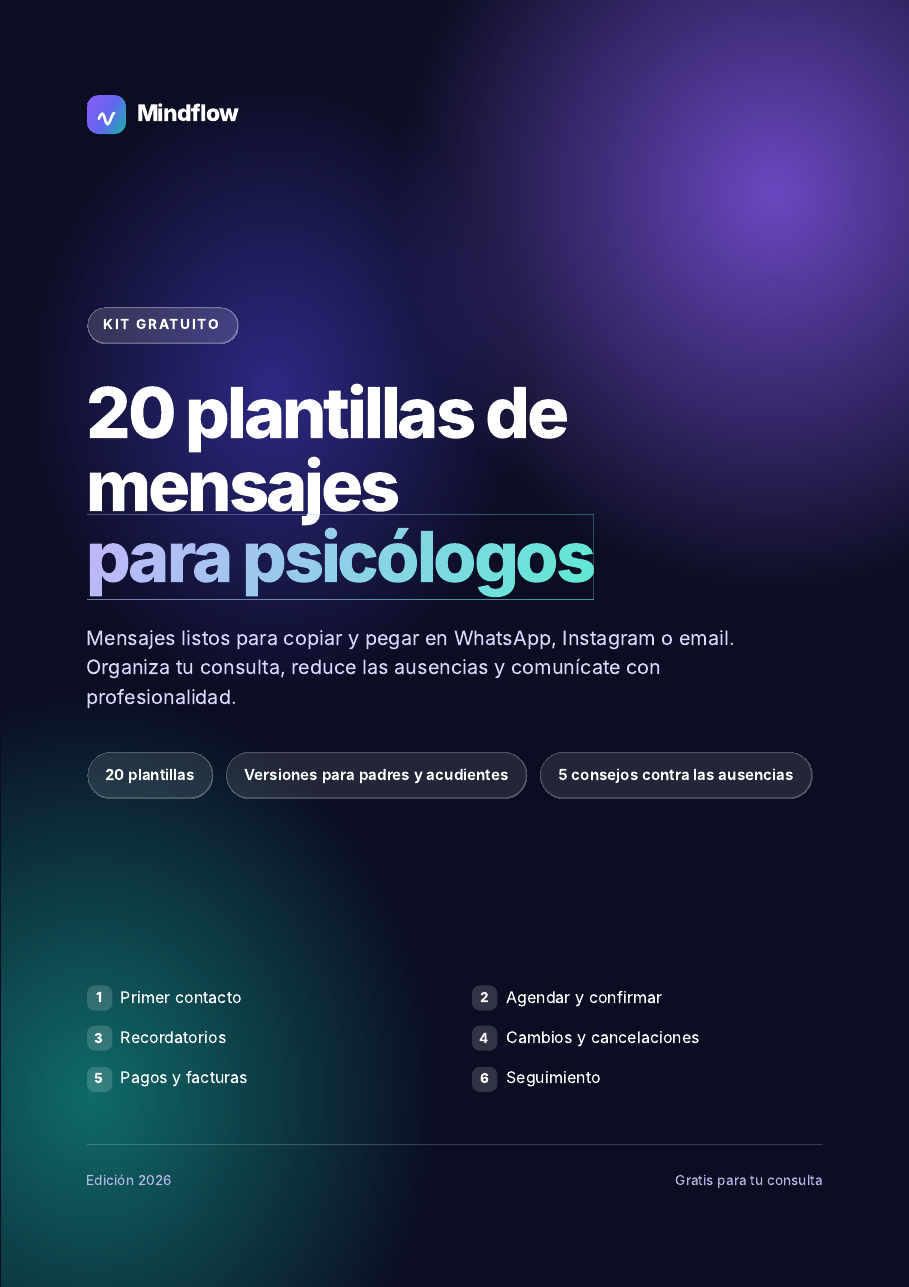 Mindflow
KIT GRATUITO
20 plantillas de
mensajes
para psicólogos
Mensajes listos para copiar y pegar en WhatsApp, Instagram o email.
Organiza tu consulta, reduce las ausencias y comunícate con
profesionalidad.
20 plantillas
Versiones para padres y acudientes
5 consejos contra las ausencias
1 Primer contacto
2 Agendar y confirmar
3 Recordatorios
4 Cambios y cancelaciones
5 Pagos y facturas
6 Seguimiento
Edición 2026
Gratis para tu consulta